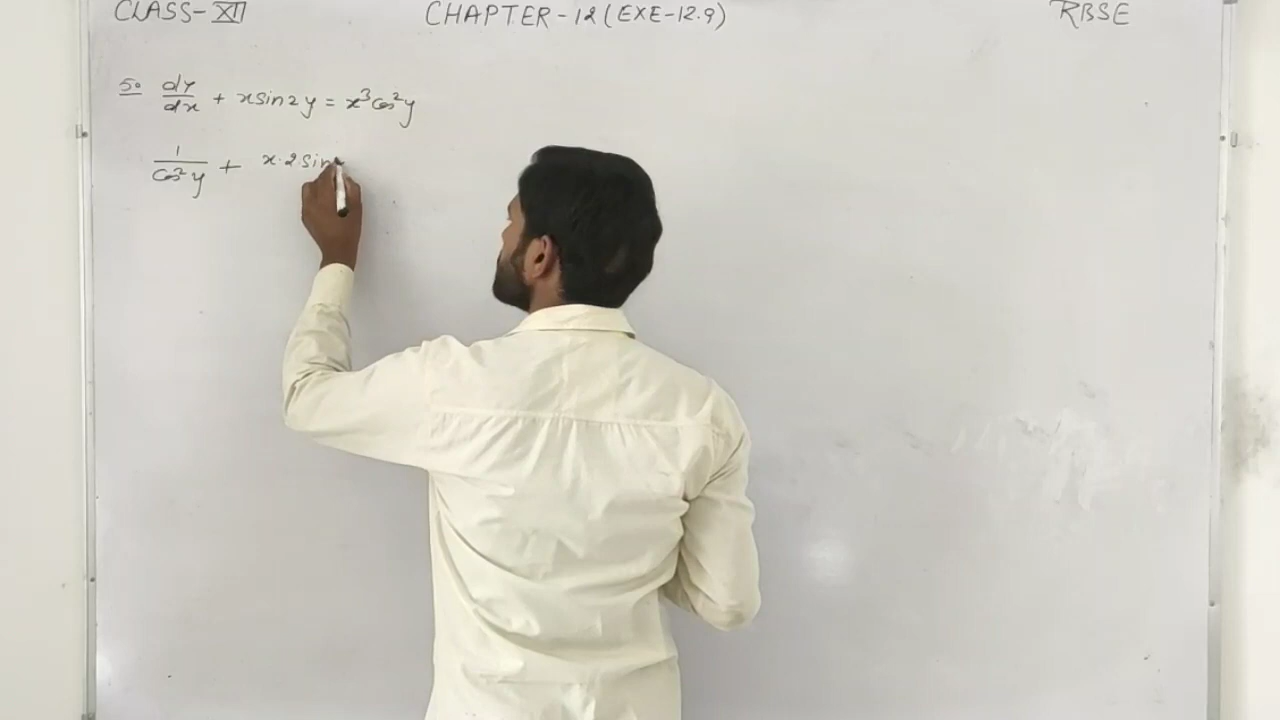 CLASS-XII CHAPTER-12(EXE-12.9) RBSE
5. dy/dx + x sin2y = x³cos²y
1/cos²y + x·2·sin